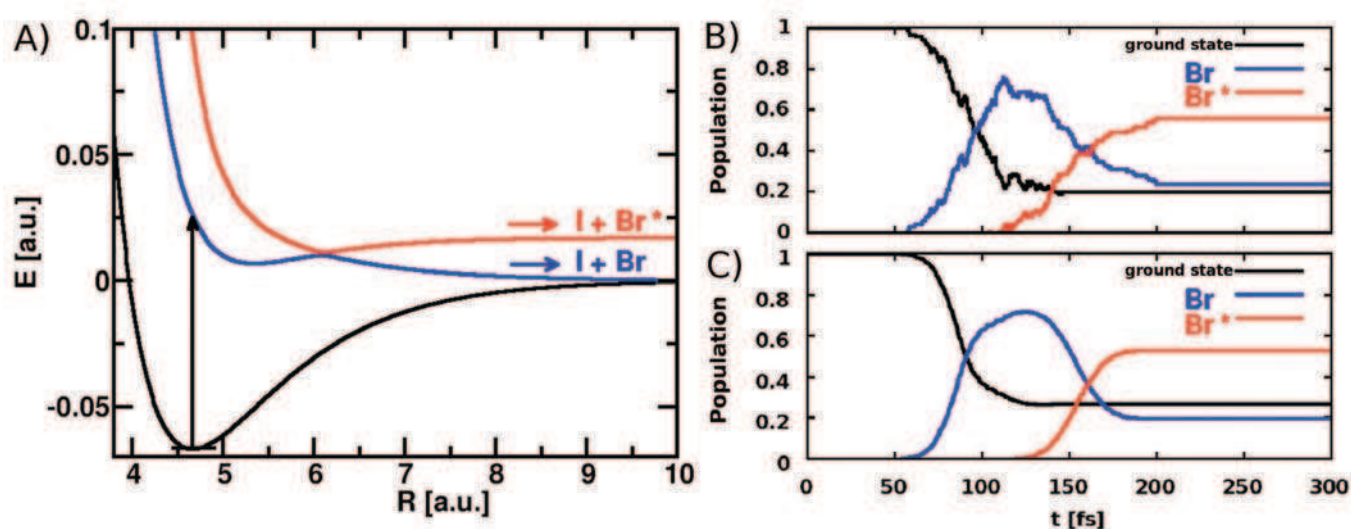 A)
E [a.u.]
0.1
0.05
0
-0.05
I + Br*
I + Br
4 5 6 7 8 9 10
R [a.u.]
B)
Population
1
0.8
0.6
0.4
0.2
0
ground state
Br
Br*
C)
Population
1
0.8
0.6
0.4
0.2
0
ground state
Br
Br*
0 50 100 150 200 250 300
t [fs]